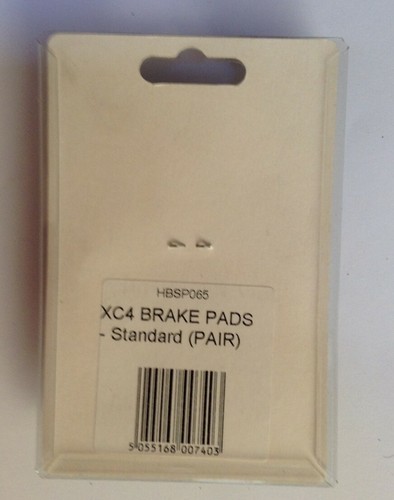 HBSP065
XC4 BRAKE PADS
- Standard (PAIR)
5 055168 007403